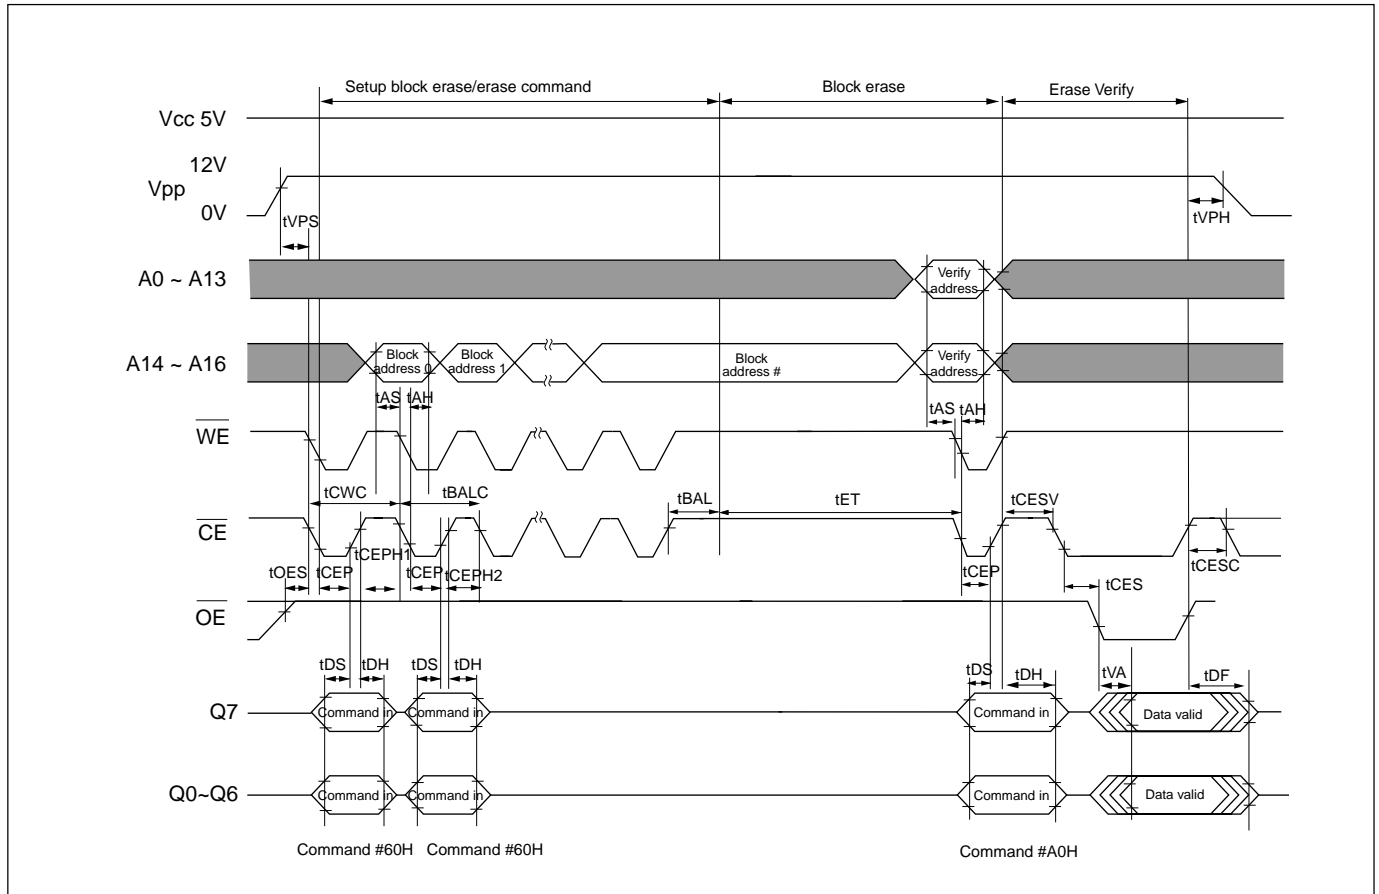 Setup block erase/erase command
Block erase
Erase Verify
Vcc 5V
12V
Vpp
0V
tVPS
tVPH
A0 ~ A13
Verify
address
A14 ~ A16
Block
address 0
Block
address 1
Block
address #
Verify
address
tAS
tAH
tAS
tAH
WE
tCWC
tBALC
tBAL
tET
tCESV
CE
tCEPH1
tOES
tCEP
tCEP
tCEPH2
tCEP
tCES
tCESC
OE
tDS
tDH
tDS
tDH
tDS
tDH
tVA
tDF
Q7
Command in
Command in
Command in
Data valid
Q0~Q6
Command in
Command in
Command in
Data valid
Command #60H
Command #60H
Command #A0H